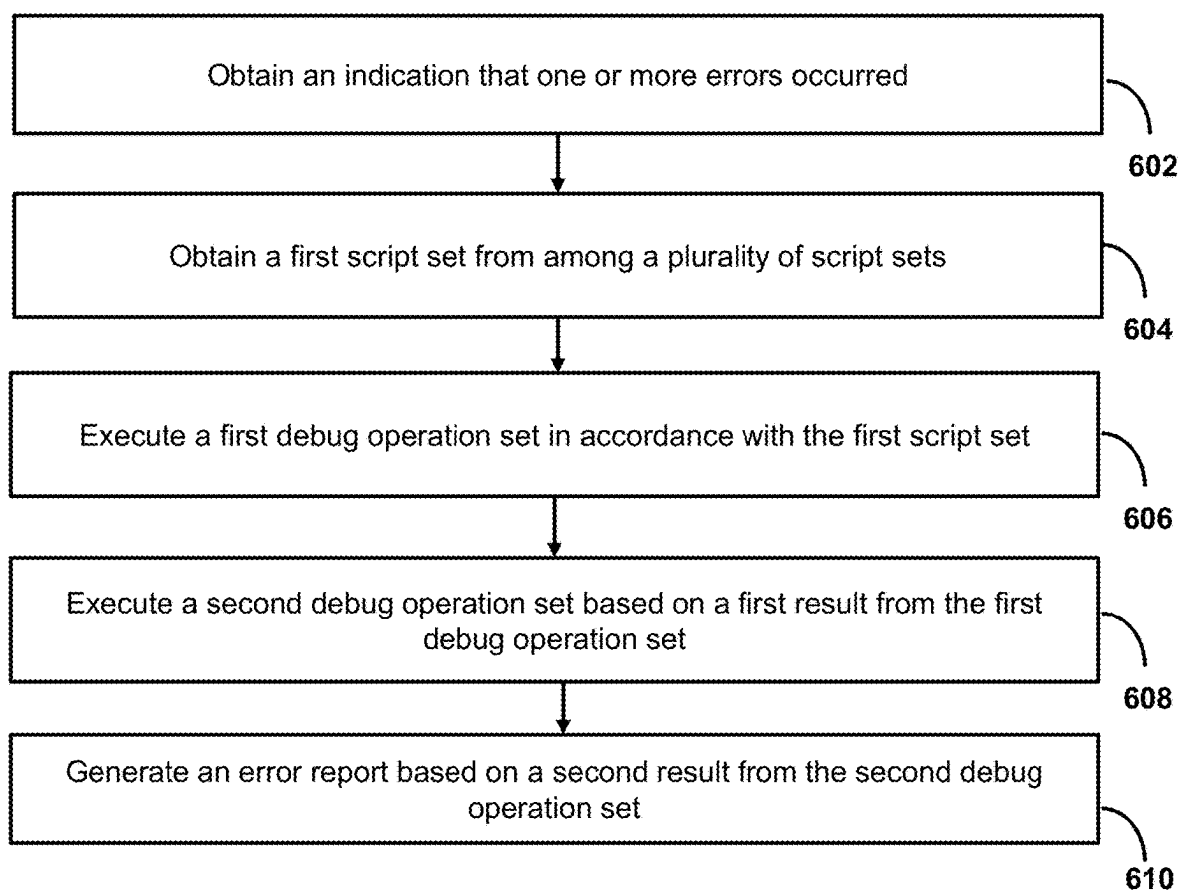 Obtain an indication that one or more errors occurred
602
Obtain a first script set from among a plurality of script sets
604
Execute a first debug operation set in accordance with the first script set
606
Execute a second debug operation set based on a first result from the first
debug operation set
608
Generate an error report based on a second result from the second debug
operation set
610